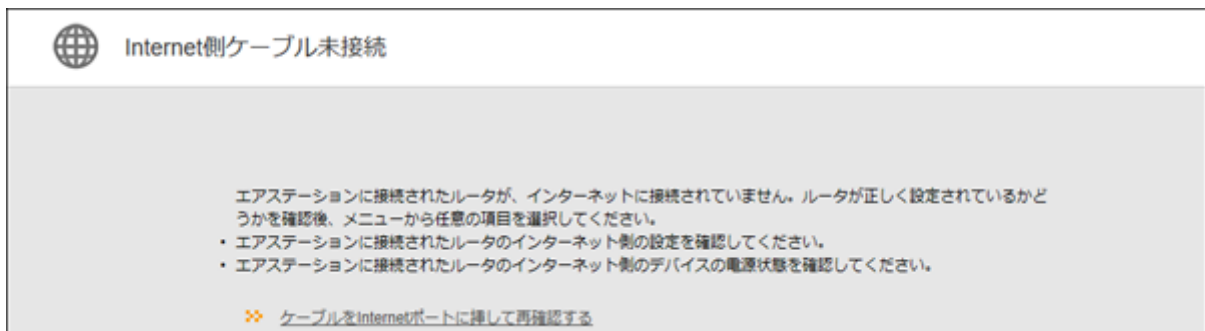 Internet側ケーブル未接続
エアステーションに接続されたルータが、インターネットに接続されていません。ルータが正しく設定されているかど
うかを確認後、メニューから任意の項目を選択してください。
・エアステーションに接続されたルータのインターネット側の設定を確認してください。
・エアステーションに接続されたルータのインターネット側のデバイスの電源状態を確認してください。
ケーブルをInternetポートに挿して再確認する